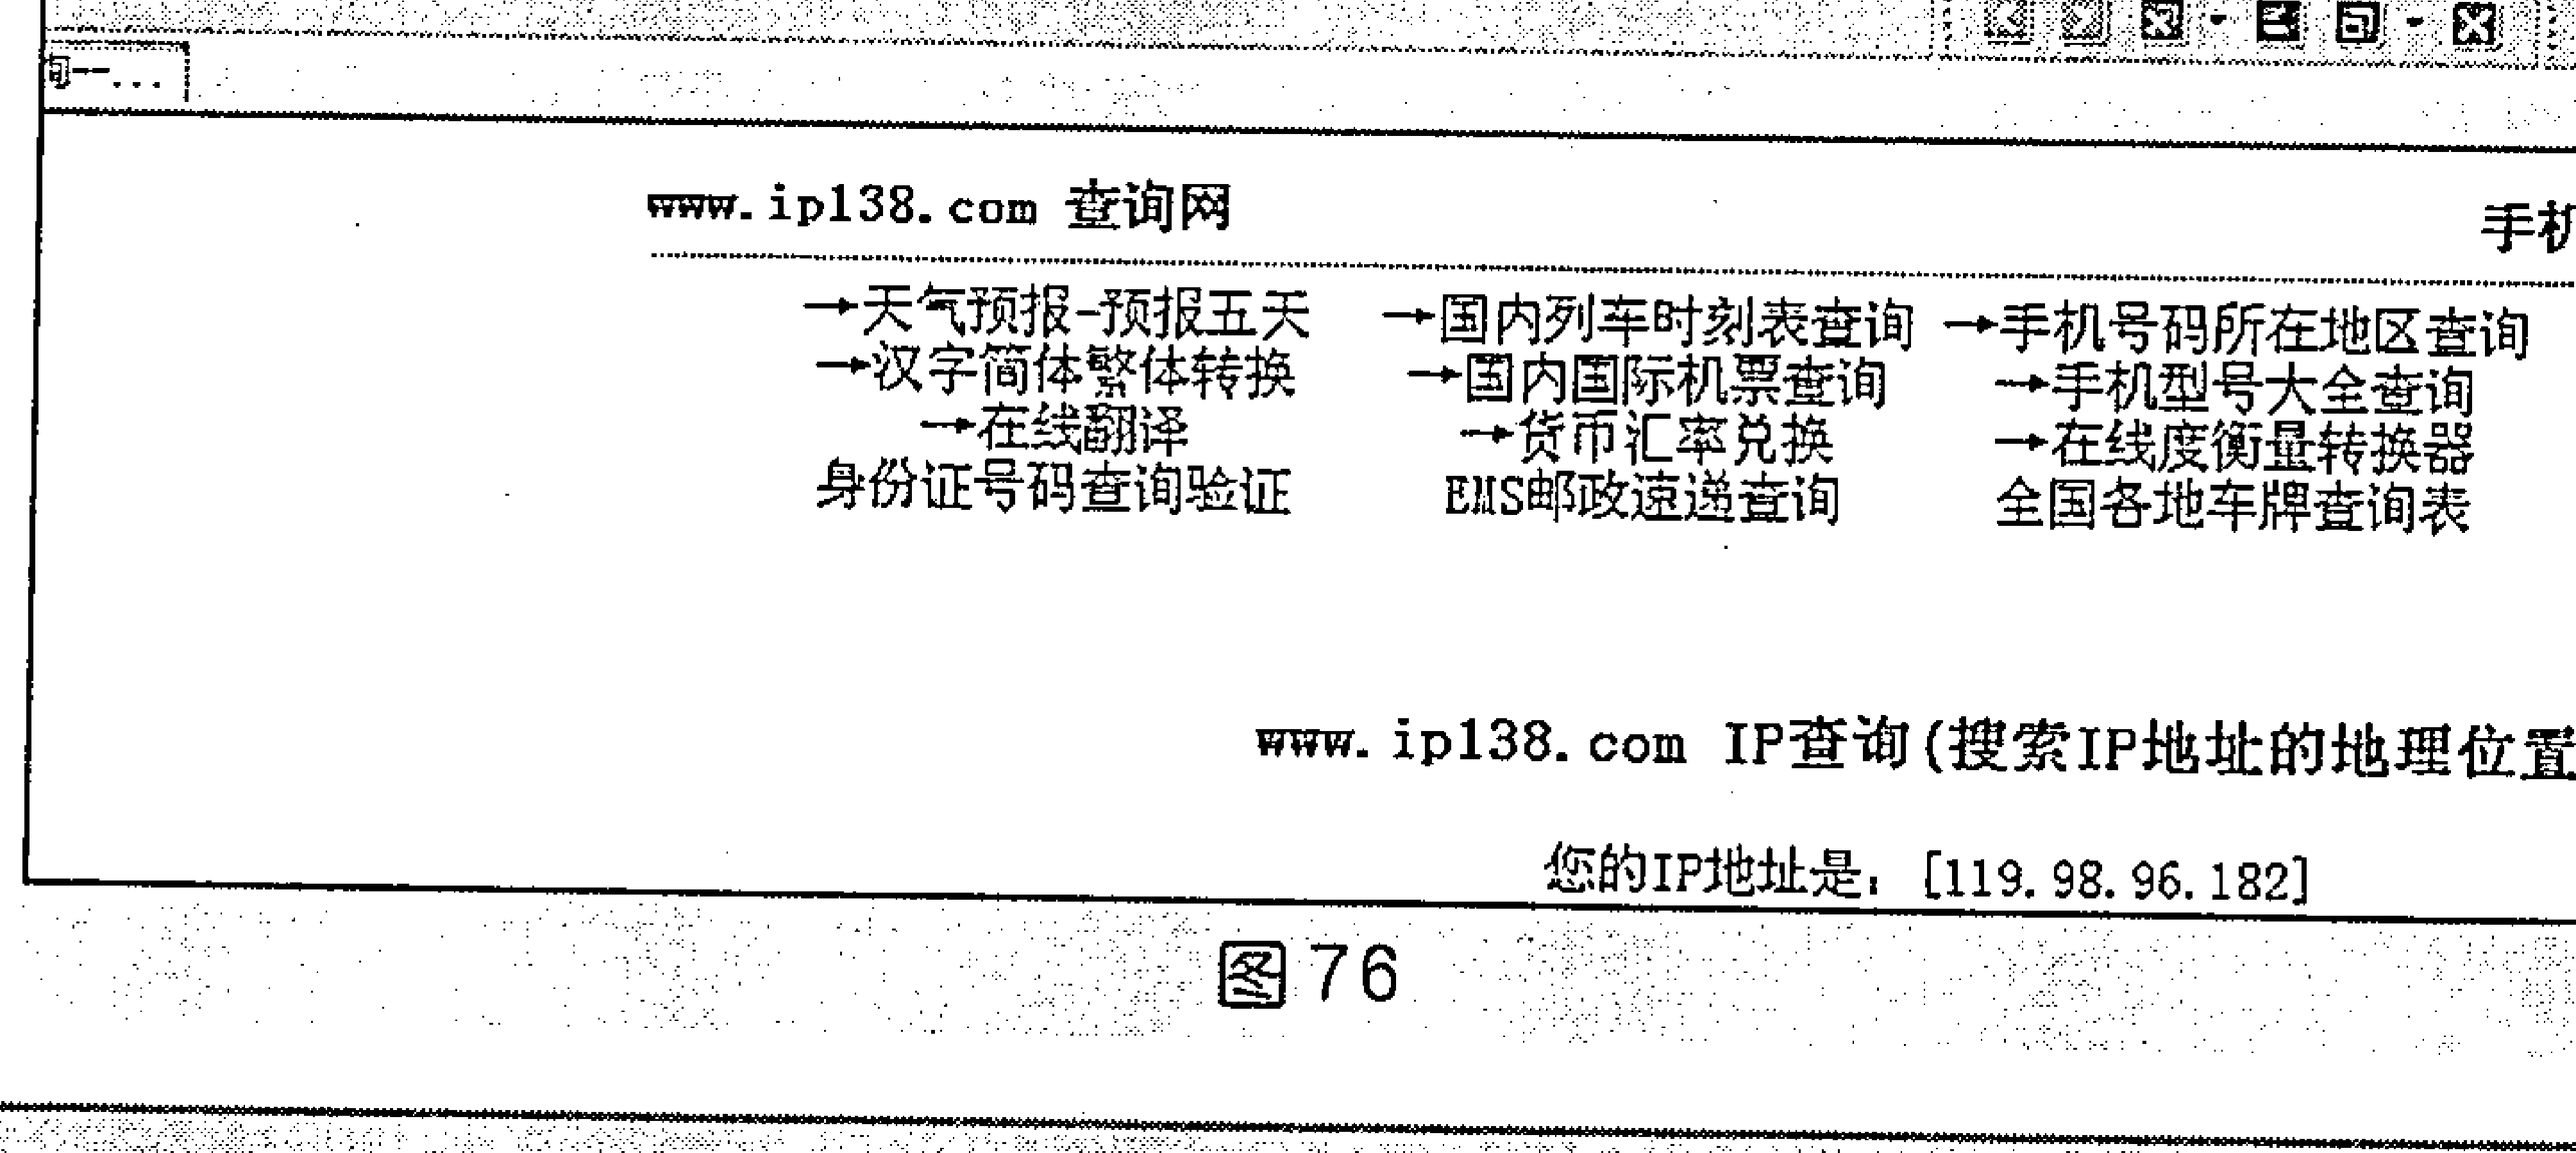 www.ip138.com 查询网
手机
→天气预报-预报五天 →国内列车时刻表查询 →手机号码所在地区查询
→汉字简体繁体转换 →国内国际机票查询 →手机型号大全查询
→在线翻译 →货币汇率兑换 →在线度衡量转换器
身份证号码查询验证 EMS邮政速递查询 全国各地车牌查询表
www.ip138.com IP查询(搜索IP地址的地理位置
您的IP地址是：[119.98.96.182]
图76